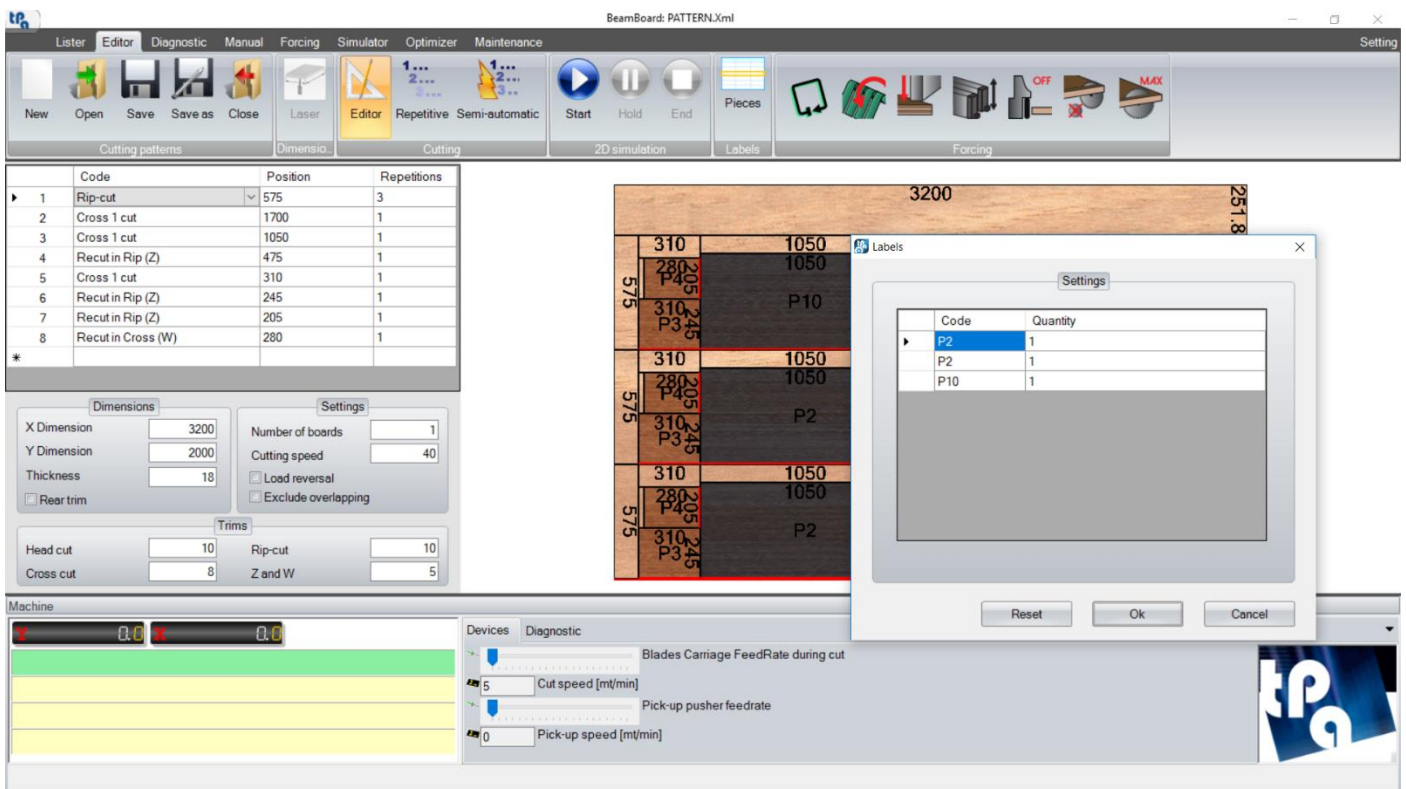 BeamBoard: PATTERN.Xml
Lister Editor Diagnostic Manual Forcing Simulator Optimizer Maintenance Setting
1... 1...
2... 2...
3... 3...
OFF MAX
New Open Save Save as Close Laser Editor Repetitive Semi-automatic Start Hold End Pieces
Cutting patterns Dimensio... Cutting 2D simulation Labels Forcing
Code Position Repetitions
1 Rip-cut 575 3
2 Cross 1 cut 1700 1
3 Cross 1 cut 1050 1
4 Recut in Rip (Z) 475 1
5 Cross 1 cut 310 1
6 Recut in Rip (Z) 245 1
7 Recut in Rip (Z) 205 1
8 Recut in Cross (W) 280 1
*
Dimensions
X Dimension 3200
Y Dimension 2000
Thickness 18
Rear trim
Settings
Number of boards 1
Cutting speed 40
Load reversal
Exclude overlapping
Trims
Head cut 10 Rip-cut 10
Cross cut 8 Z and W 5
3200
251.8
310 1050
1050
575
280 205
P4
P10
310 245
P3
310 1050
1050
575
280 205
P4
P2
310 245
P3
310 1050
1050
575
280 205
P4
P2
310 245
P3
Labels
Settings
Code Quantity
P2 1
P2 1
P10 1
Reset Ok Cancel
Machine
Y 0.0 X 0.0
Devices Diagnostic
Blades Carriage FeedRate during cut
5 Cut speed [mt/min]
Pick-up pusher feedrate
0 Pick-up speed [mt/min]
tpa